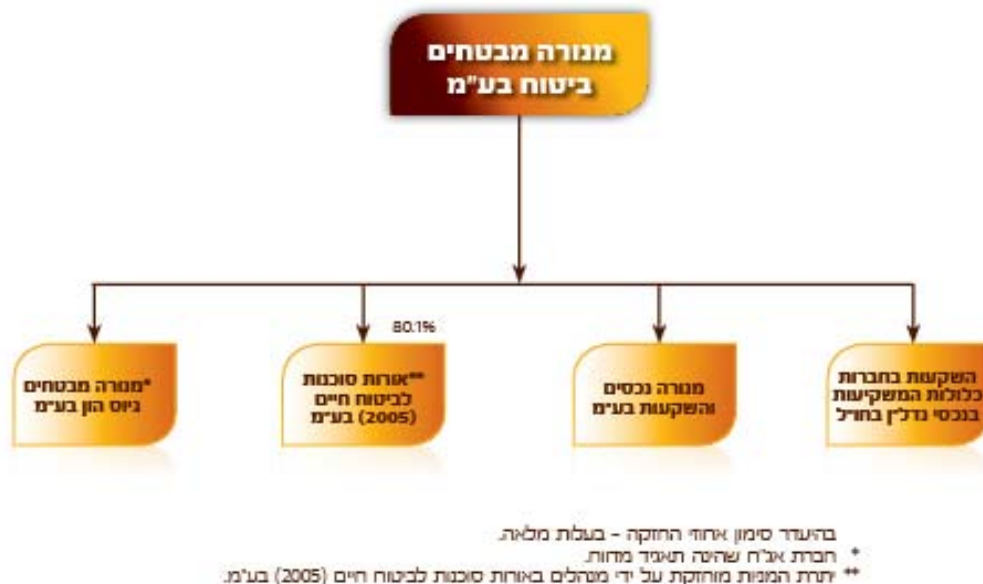 מנורה מבטחים
ביטוח בע"מ
80.1%
השקעות בחברות
כלולות המשקיעות
בנכסי נדל"ן בחו"ל
מנורה נכסים
והשקעות בע"מ
**אורות סוכנות
לביטוח חיים
(2005) בע"מ
*מנורה מבטחים
גיוס הון בע"מ
בהיעדר סימון אחוזי החזקה – בעלות מלאה.
* חברת אג"ח שהינה תאגיד מדווח.
** יתרת המניות מוחזקת על ידי מנהלים באורות סוכנות לביטוח חיים (2005) בע"מ.